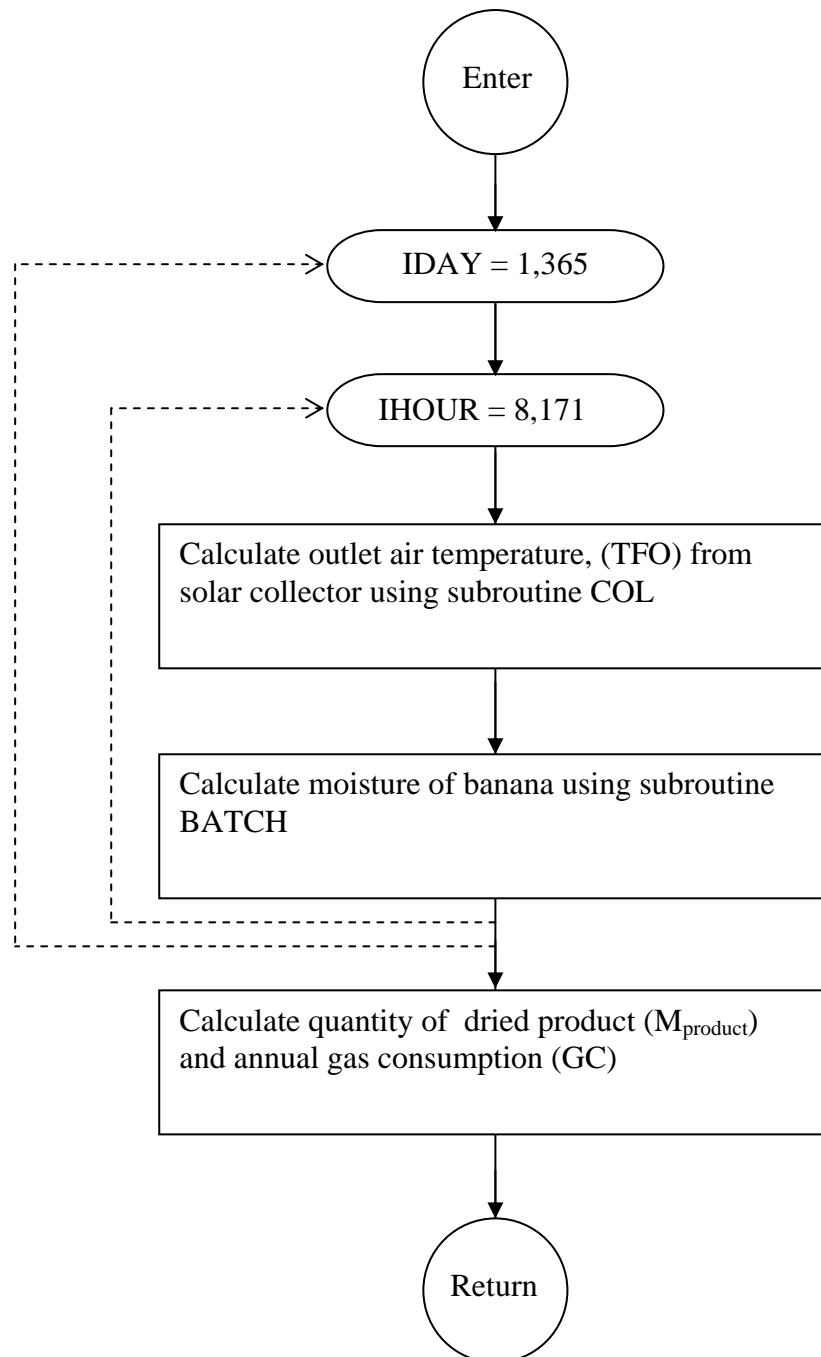 Enter
IDAY = 1,365
IHOUR = 8,171
Calculate outlet air temperature, (TFO) from
solar collector using subroutine COL
Calculate moisture of banana using subroutine
BATCH
Calculate quantity of dried product (Mproduct)
and annual gas consumption (GC)
Return